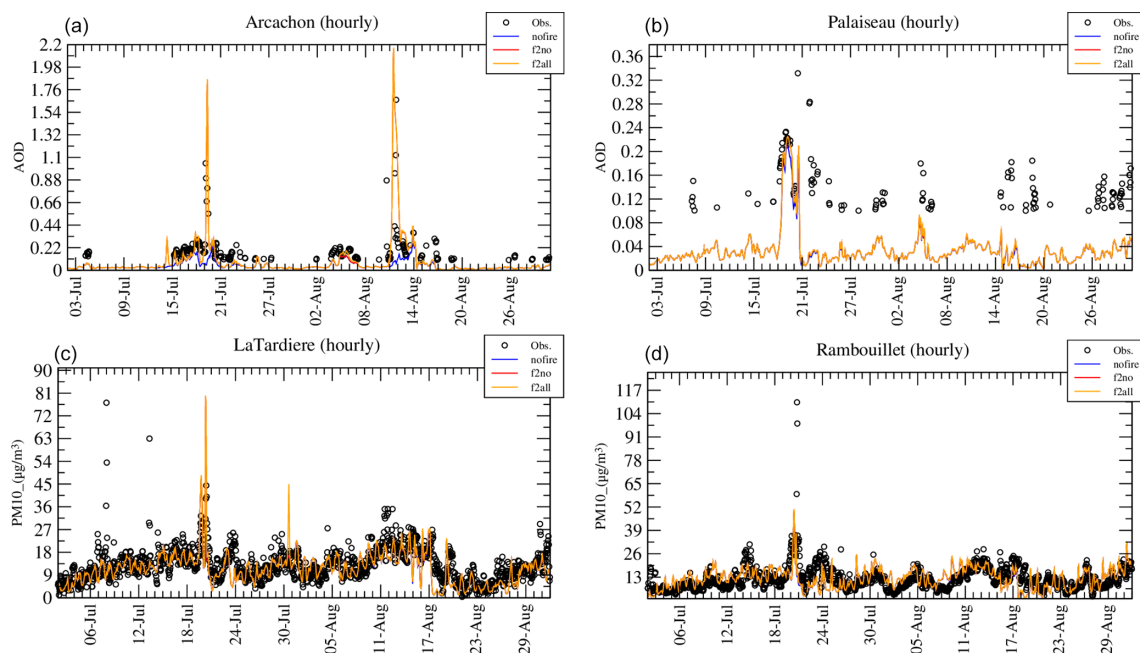 (a)
Arcachon (hourly)
Obs.
nofire
f2no
f2all
AOD
2.2
1.98
1.76
1.54
1.32
1.1
0.88
0.66
0.44
0.22
0
03-Jul
09-Jul
15-Jul
21-Jul
27-Jul
02-Aug
08-Aug
14-Aug
20-Aug
26-Aug
(b)
Palaiseau (hourly)
Obs.
nofire
f2no
f2all
AOD
0.36
0.32
0.28
0.24
0.2
0.16
0.12
0.08
0.04
0
03-Jul
09-Jul
15-Jul
21-Jul
27-Jul
02-Aug
08-Aug
14-Aug
20-Aug
26-Aug
(c)
LaTardiere (hourly)
Obs.
nofire
f2no
f2all
PM10_(µg/m³)
90
81
72
63
54
45
36
27
18
9
0
06-Jul
12-Jul
18-Jul
24-Jul
30-Jul
05-Aug
11-Aug
17-Aug
23-Aug
29-Aug
(d)
Rambouillet (hourly)
Obs.
nofire
f2no
f2all
PM10_(µg/m³)
117
104
91
78
65
52
39
26
13
06-Jul
12-Jul
18-Jul
24-Jul
30-Jul
05-Aug
11-Aug
17-Aug
23-Aug
29-Aug